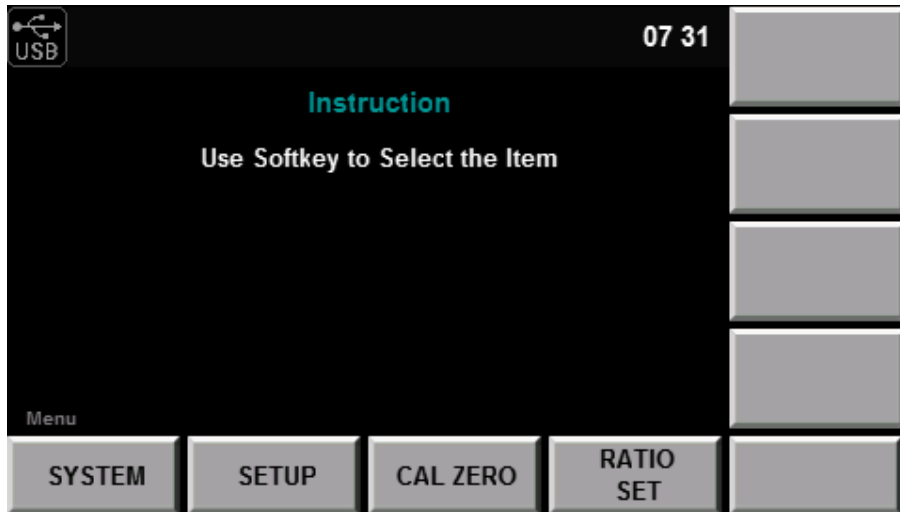 USB
07 31
Instruction
Use Softkey to Select the Item
Menu
SYSTEM
SETUP
CAL ZERO
RATIO
SET